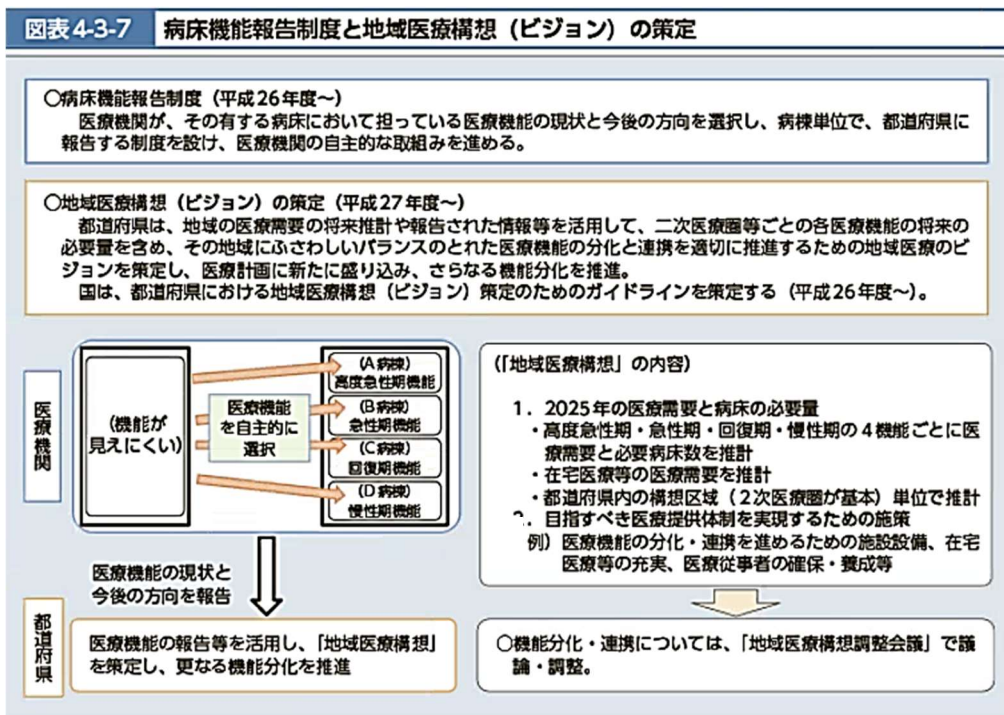 図表4-3-7 病床機能報告制度と地域医療構想（ビジョン）の策定
〇病床機能報告制度（平成26年度～）
医療機関が、その有する病床において担っている医療機能の現状と今後の方向を選択し、病棟単位で、都道府県に
報告する制度を設け、医療機関の自主的な取組みを進める。
〇地域医療構想（ビジョン）の策定（平成27年度～）
都道府県は、地域の医療需要の将来推計や報告された情報等を活用して、二次医療圏等ごとの各医療機能の将来の
必要量を含め、その地域にふさわしいバランスのとれた医療機能の分化と連携を適切に推進するための地域医療のビ
ジョンを策定し、医療計画に新たに盛り込み、さらなる機能分化を推進。
国は、都道府県における地域医療構想（ビジョン）策定のためのガイドラインを策定する（平成26年度～）。
医療機関
(機能が
見えにくい)
医療機能
を自主的に
選択
(A病棟)
高度急性期機能
(B病棟)
急性期機能
(C病棟)
回復期機能
(D病棟)
慢性期機能
医療機能の現状と
今後の方向を報告
都道府県
医療機能の報告等を活用し、「地域医療構想」
を策定し、更なる機能分化を推進
(「地域医療構想」の内容)
1．2025年の医療需要と病床の必要量
・高度急性期・急性期・回復期・慢性期の4機能ごとに医
療需要と必要病床数を推計
・在宅医療等の医療需要を推計
・都道府県内の構想区域（2次医療圏が基本）単位で推計
目指すべき医療提供体制を実現するための施策
例）医療機能の分化・連携を進めるための施設設備、在宅
医療等の充実、医療従事者の確保・養成等
〇機能分化・連携については、「地域医療構想調整会議」で議
論・調整。